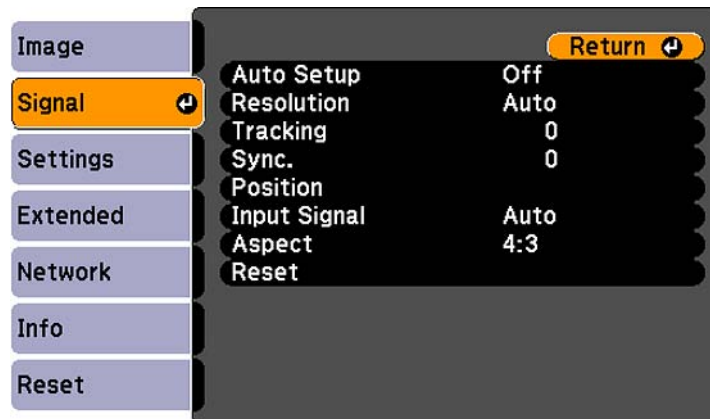 Image
Signal
Settings
Extended
Network
Info
Reset
Return
Auto Setup Off
Resolution Auto
Tracking 0
Sync. 0
Position
Input Signal Auto
Aspect 4:3
Reset